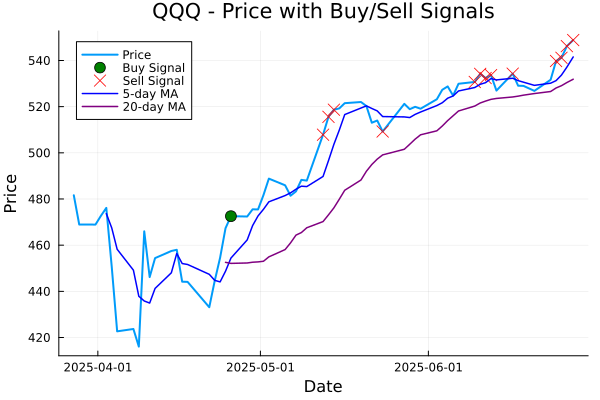 QQQ - Price with Buy/Sell Signals
Price
Buy Signal
Sell Signal
5-day MA
20-day MA
540
520
500
480
460
440
420
Price
2025-04-01
2025-05-01
2025-06-01
Date